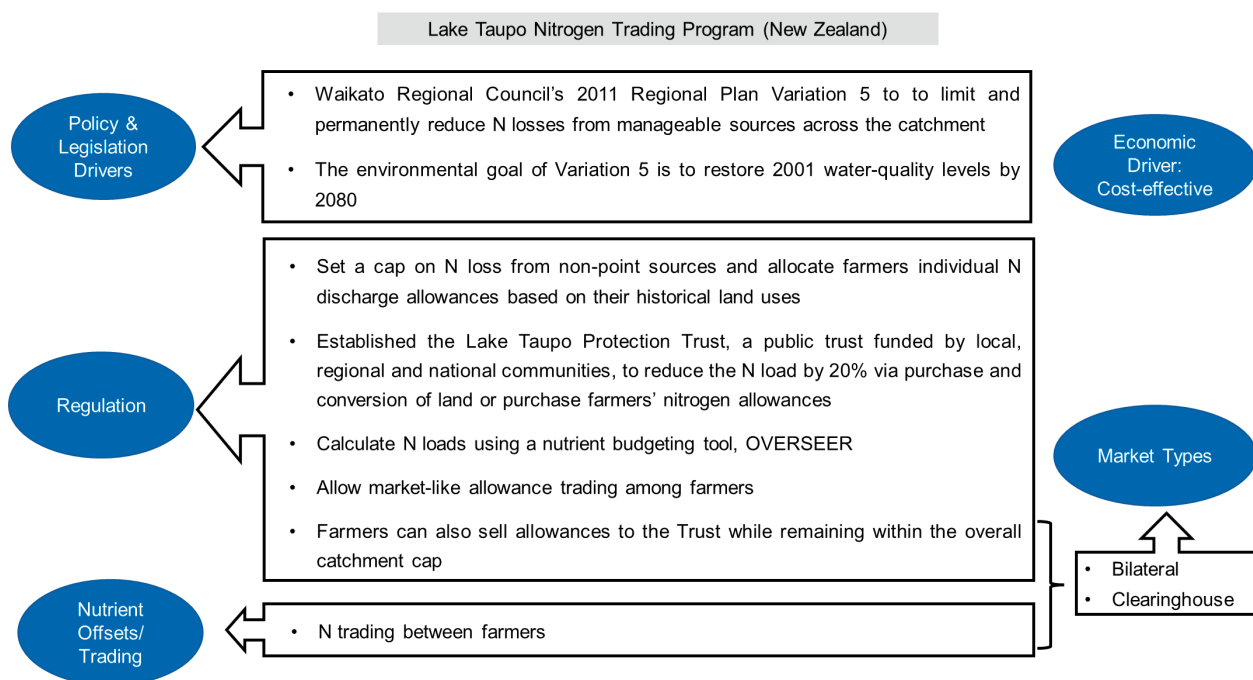 Lake Taupo Nitrogen Trading Program (New Zealand)
Policy &
Legislation
Drivers
• Waikato Regional Council's 2011 Regional Plan Variation 5 to to limit and
permanently reduce N losses from manageable sources across the catchment
• The environmental goal of Variation 5 is to restore 2001 water-quality levels by
2080
Economic
Driver:
Cost-effective
Regulation
• Set a cap on N loss from non-point sources and allocate farmers individual N
discharge allowances based on their historical land uses
• Established the Lake Taupo Protection Trust, a public trust funded by local,
regional and national communities, to reduce the N load by 20% via purchase and
conversion of land or purchase farmers' nitrogen allowances
• Calculate N loads using a nutrient budgeting tool, OVERSEER
• Allow market-like allowance trading among farmers
• Farmers can also sell allowances to the Trust while remaining within the overall
catchment cap
Market Types
• Bilateral
• Clearinghouse
Nutrient
Offsets/
Trading
• N trading between farmers